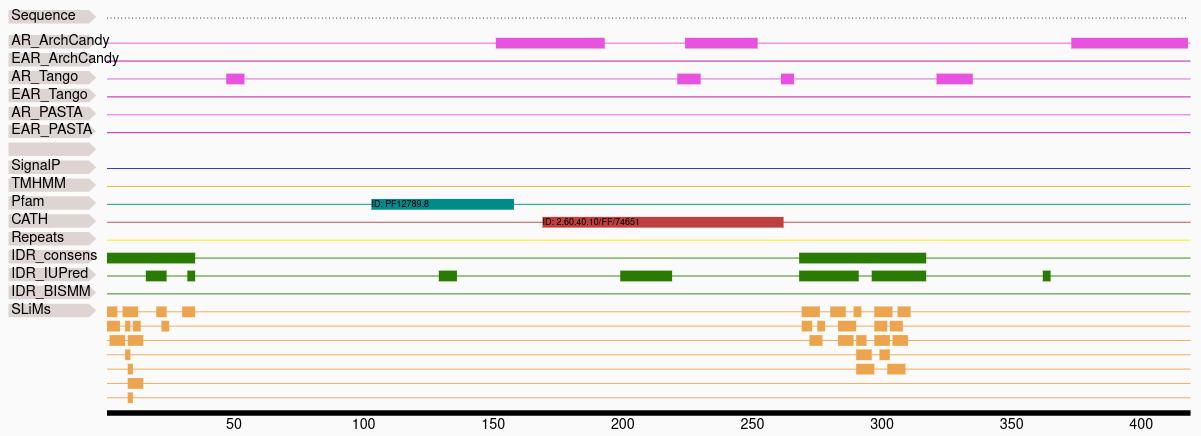 Sequence
AR_ArchCandy
EAR_ArchCandy
AR_Tango
EAR_Tango
AR_PASTA
EAR_PASTA
SignalP
TMHMM
Pfam
ID: PF12789.8
CATH
ID: 2.60.40.10/FF/74651
Repeats
IDR_consens
IDR_IUPred
IDR_BISMM
SLiMs
50 100 150 200 250 300 350 400